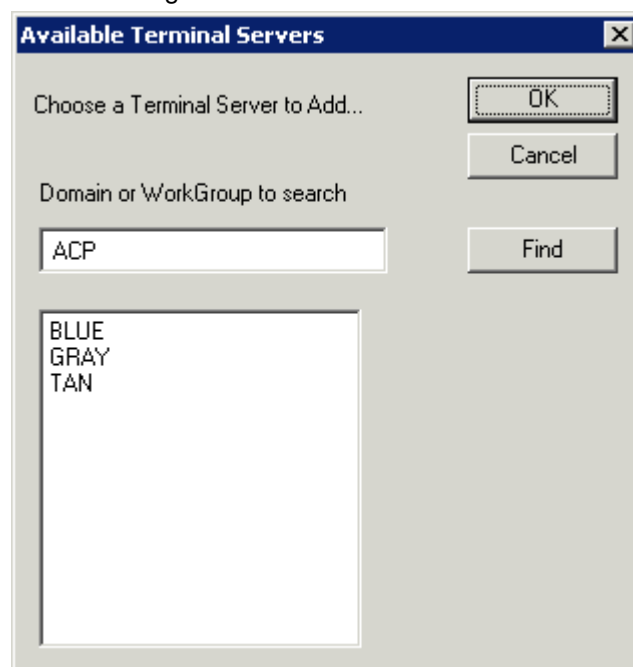 Available Terminal Servers
Choose a Terminal Server to Add...
OK
Cancel
Domain or WorkGroup to search
ACP
Find
BLUE
GRAY
TAN